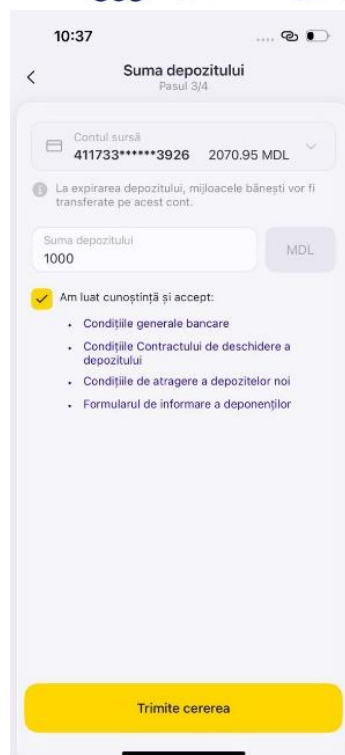 10:37
Suma depozitului
Pasul 3/4
Contul sursă
411733******3926 2070.95 MDL
La expirarea depozitului, mijloacele bănești vor fi
transferate pe acest cont.
Suma depozitului
1000
MDL
Am luat cunoștință și accept:
• Condițiile generale bancare
• Condițiile Contractului de deschidere a
depozitului
• Condițiile de atragere a depozitelor noi
• Formularul de informare a deponenților
Trimite cererea